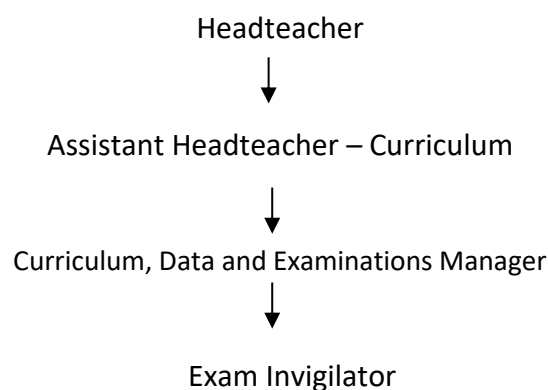 Headteacher
Assistant Headteacher – Curriculum
Curriculum, Data and Examinations Manager
Exam Invigilator